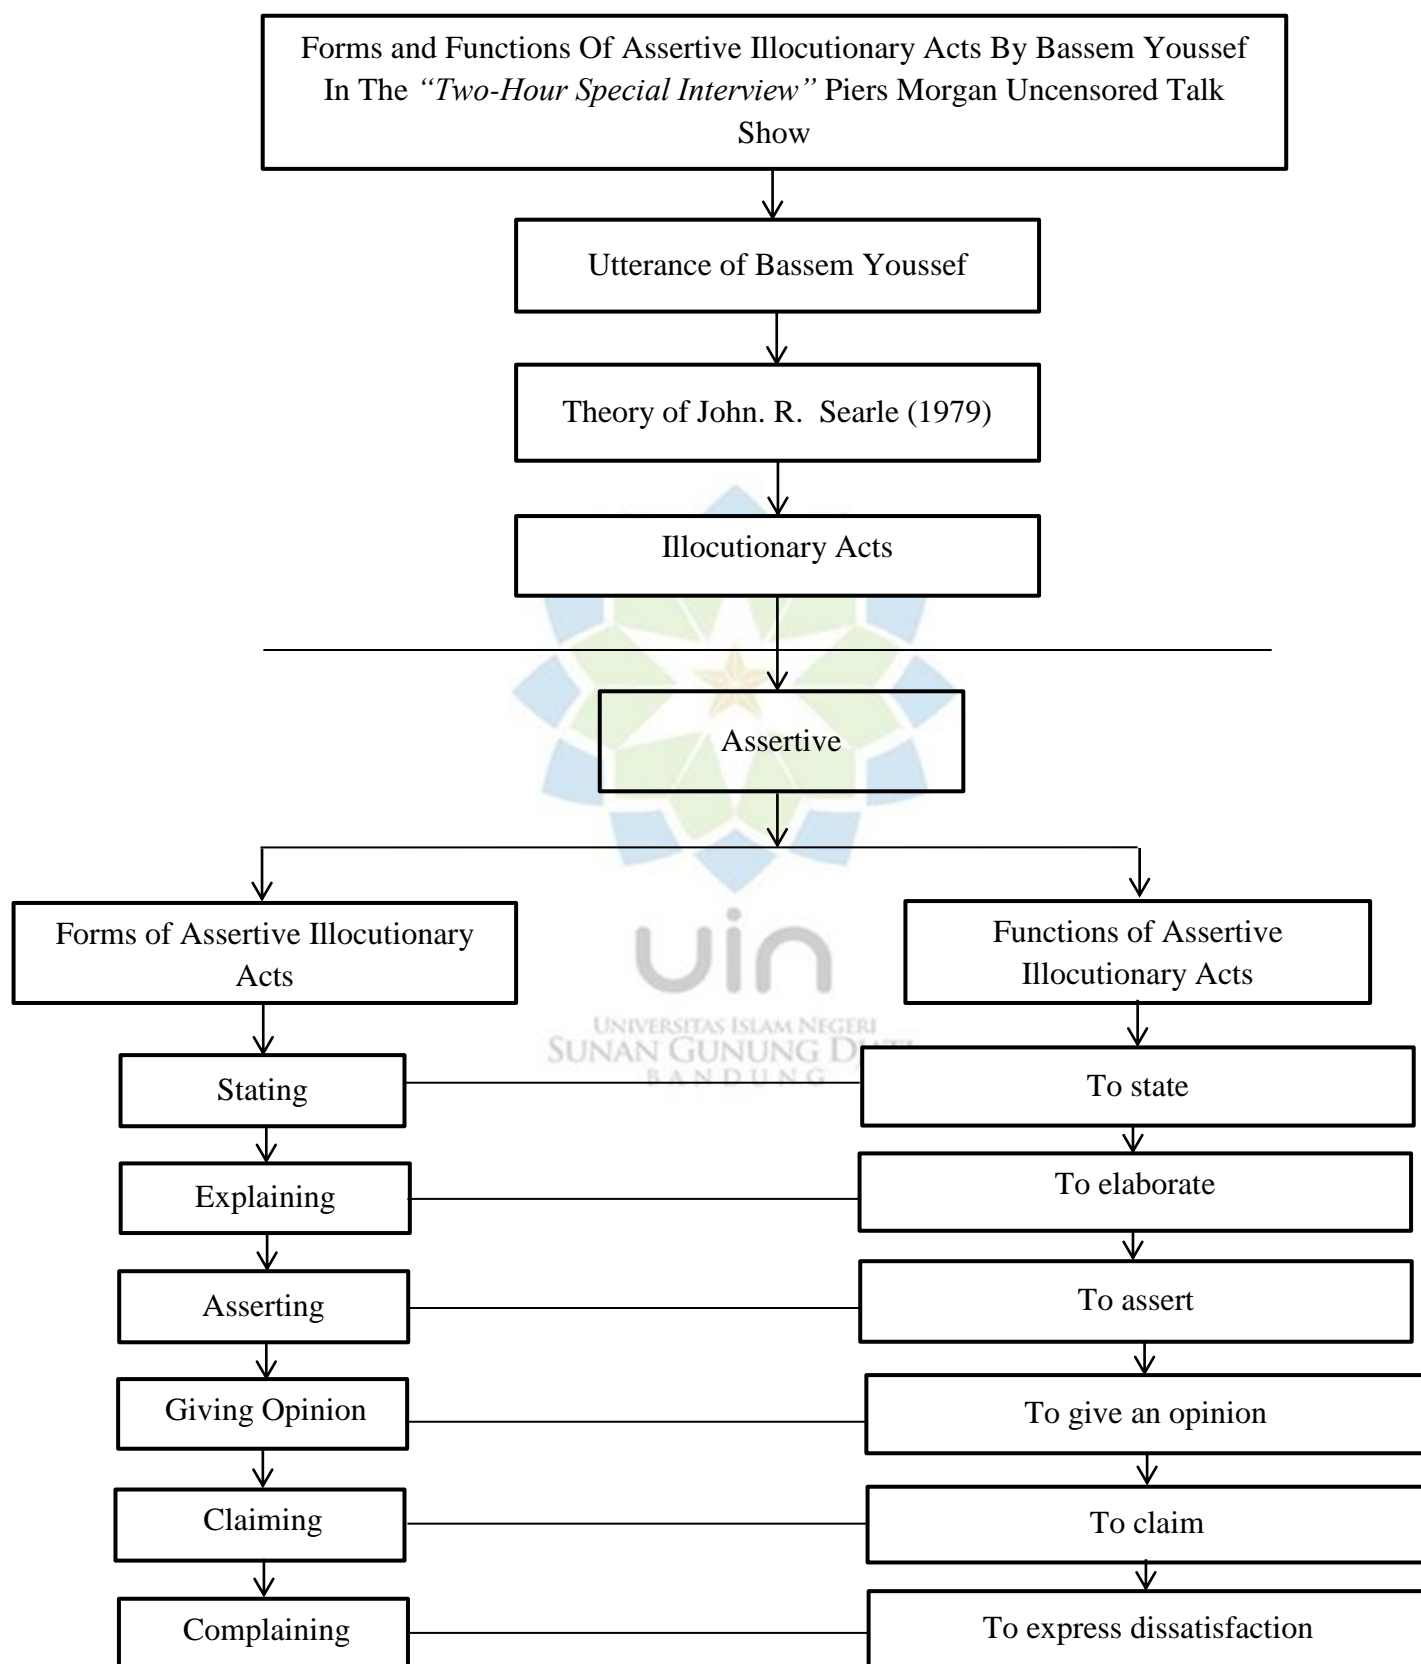 Forms and Functions Of Assertive Illocutionary Acts By Bassem Youssef
In The “Two-Hour Special Interview” Piers Morgan Uncensored Talk
Show
Utterance of Bassem Youssef
Theory of John. R. Searle (1979)
Illocutionary Acts
Assertive
Forms of Assertive Illocutionary
Acts
Functions of Assertive
Illocutionary Acts
uin
UNIVERSITAS ISLAM NEGERI
SUNAN GUNUNG
BANDUNG
Stating
To state
Explaining
To elaborate
Asserting
To assert
Giving Opinion
To give an opinion
Claiming
To claim
Complaining
To express dissatisfaction